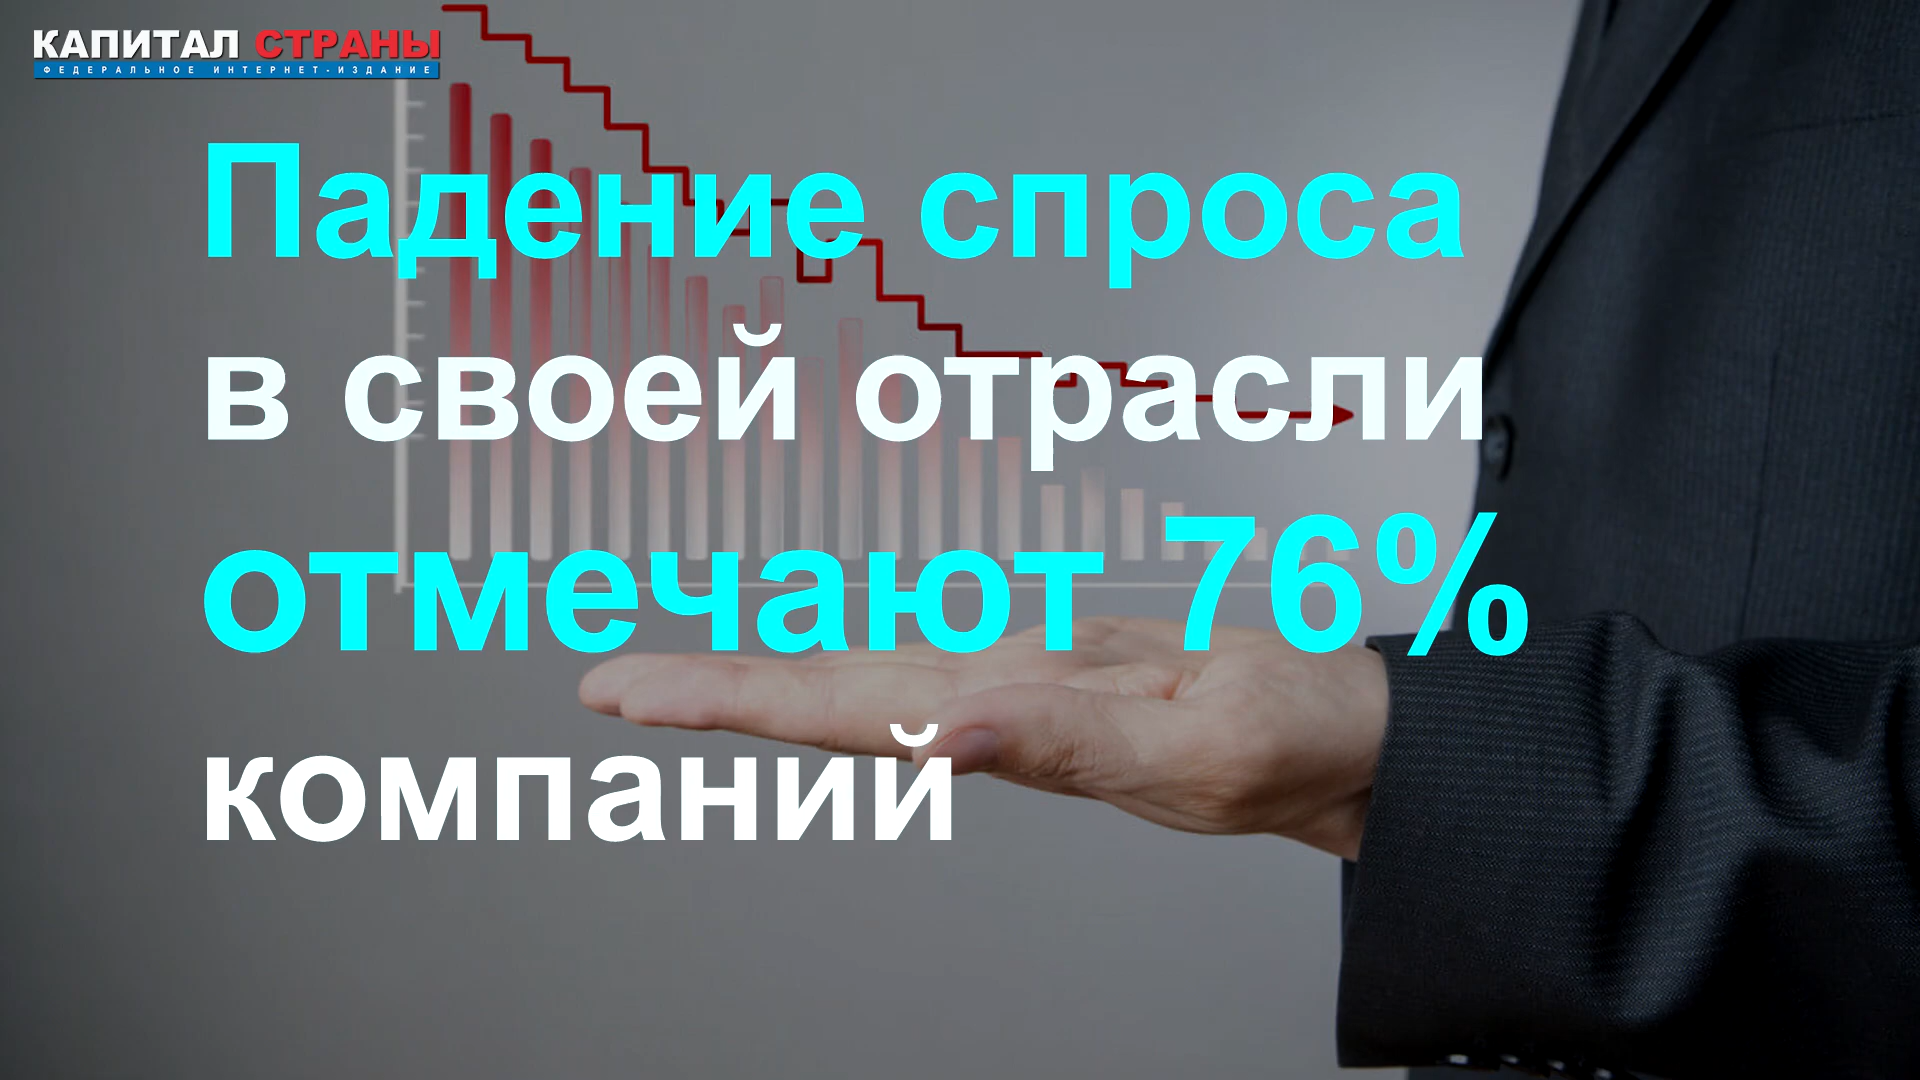 КАПИТАЛ СТРАНЫ
ФЕДЕРАЛЬНОЕ ИНТЕРНЕТ-ИЗДАНИЕ
Падение спроса
в своей отрасли
отмечают 76%
компаний